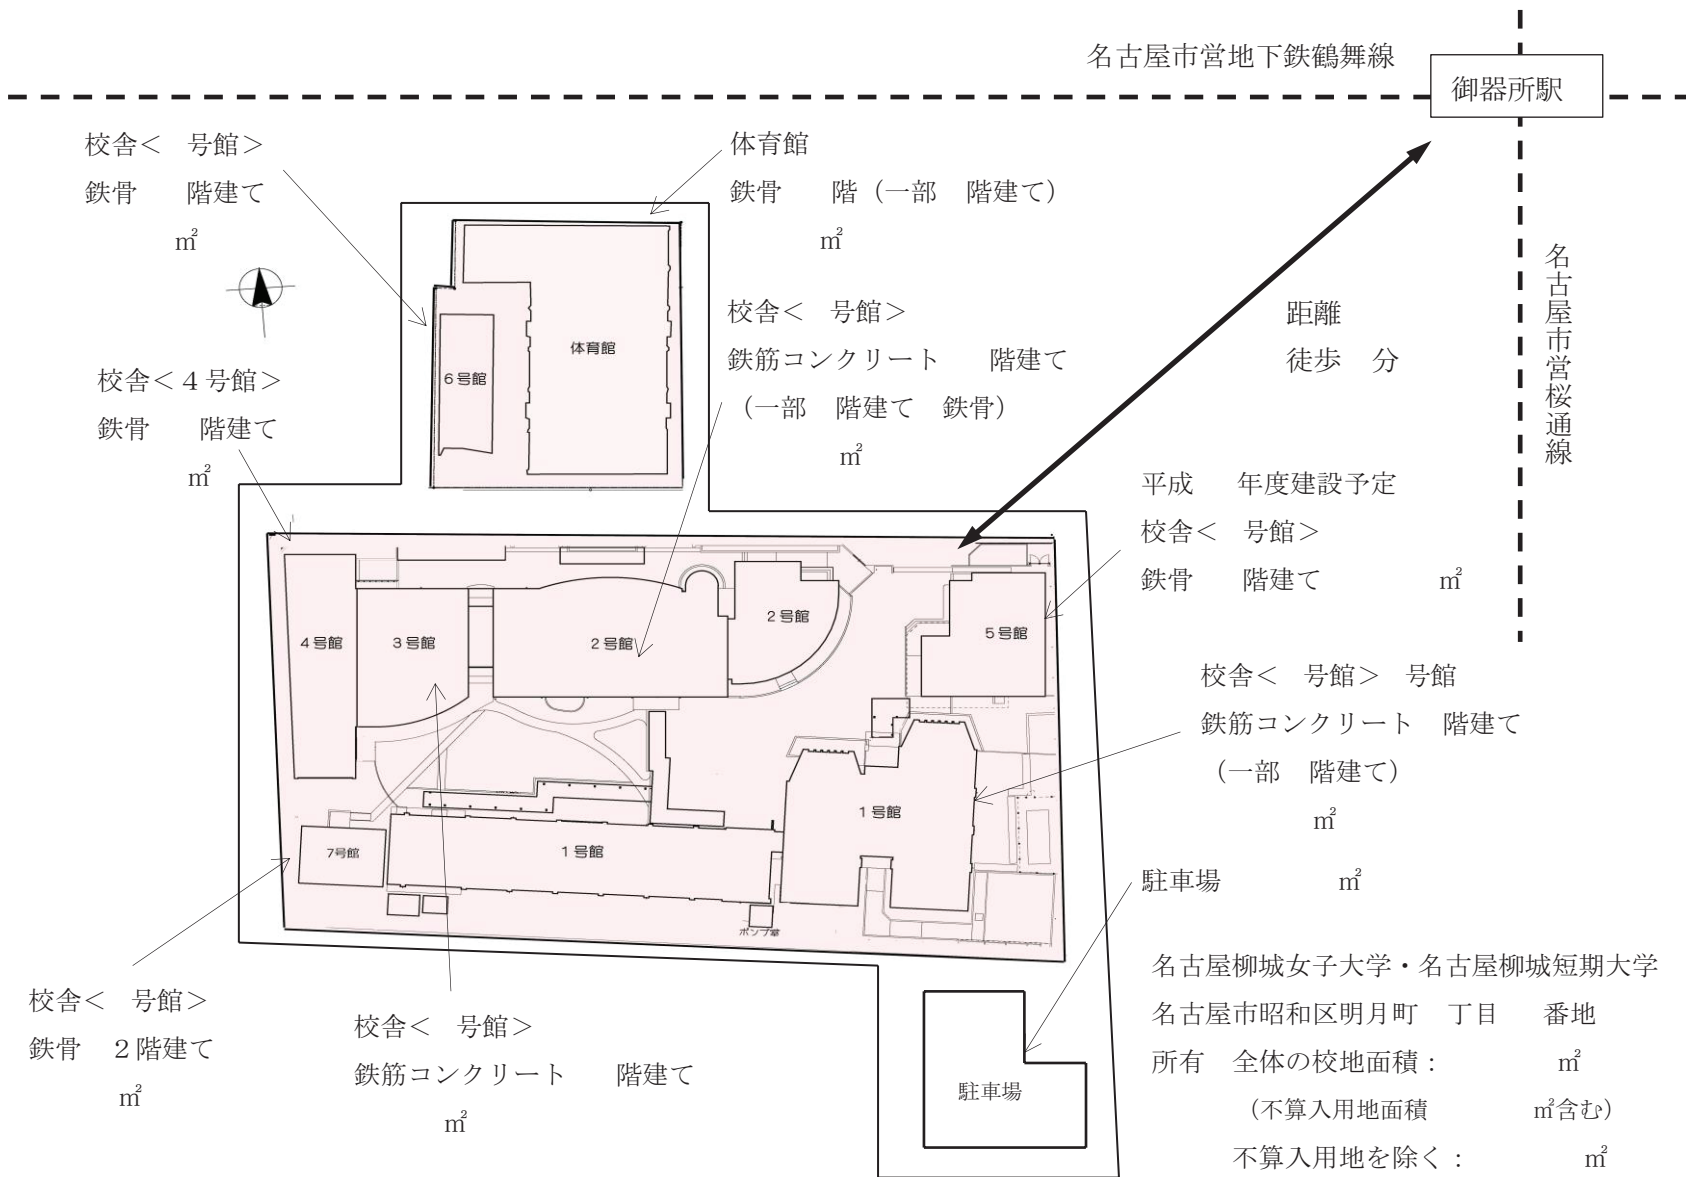 名古屋市営地下鉄鶴舞線
御器所駅
名古屋市営桜通線
校舎＜　号館＞
鉄骨　　階建て
㎡
体育館
鉄骨　　階（一部　階建て）
㎡
校舎＜　号館＞
鉄筋コンクリート　　階建て
（一部　階建て　鉄骨）
㎡
距離
徒歩　分
校舎＜４号館＞
鉄骨　　階建て
㎡
体育館
６号館
平成　　年度建設予定
校舎＜　号館＞
鉄骨　　階建て　　　　㎡
４号館
３号館
２号館
２号館
５号館
校舎＜　号館＞　号館
鉄筋コンクリート　階建て
（一部　階建て）
㎡
１号館
１号館
7号館
ポンプ室
駐車場　　　　㎡
校舎＜　号館＞
鉄骨　２階建て
㎡
校舎＜　号館＞
鉄筋コンクリート　　階建て
㎡
駐車場
名古屋柳城女子大学・名古屋柳城短期大学
名古屋市昭和区明月町　丁目　　番地
所有　全体の校地面積：　　　　㎡
（不算入用地面積　　　　㎡含む）
不算入用地を除く：　　　　㎡